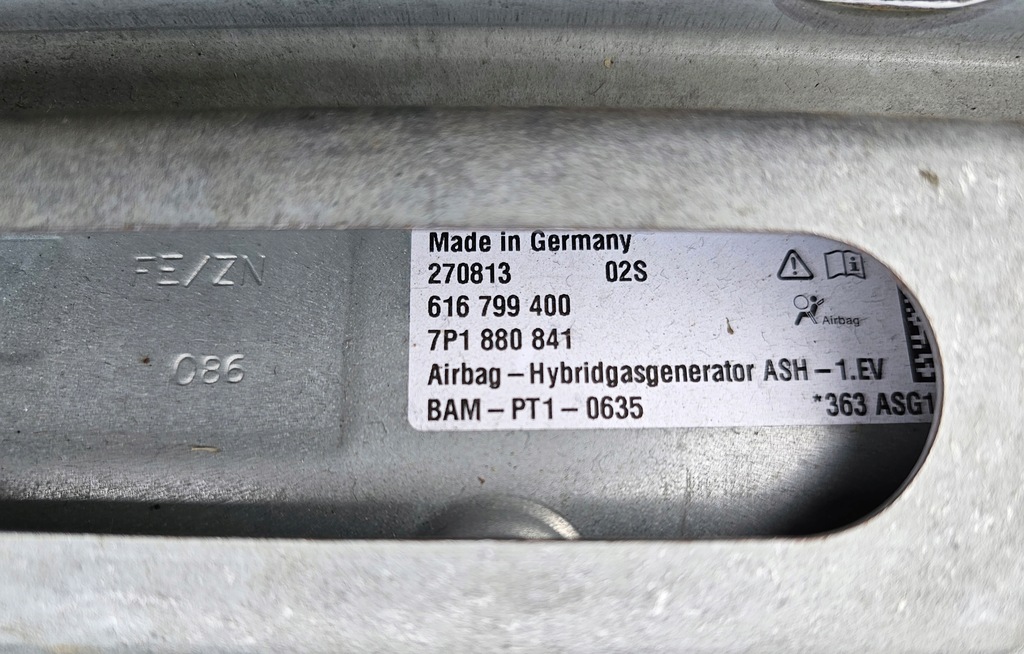 FE/ZN
086
Made in Germany
270813 02S
616 799 400
7P1 880 841
Airbag
Airbag – Hybridgasgenerator ASH – 1.EV
BAM – PT1 – 0635 *363 ASG1